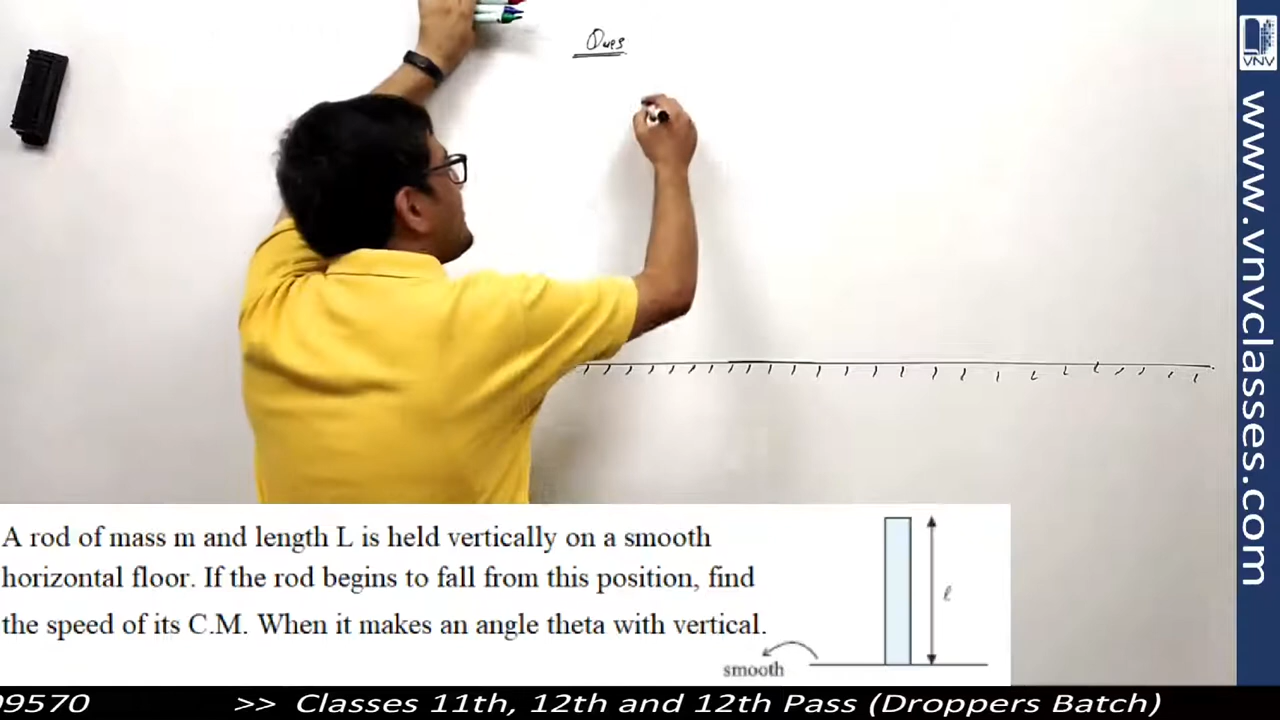 Ques
VNV
www.vnvclasses.com
A rod of mass m and length L is held vertically on a smooth
horizontal floor. If the rod begins to fall from this position, find
the speed of its C.M. When it makes an angle theta with vertical.
ℓ
smooth
09570 >> Classes 11th, 12th and 12th Pass (Droppers Batch)